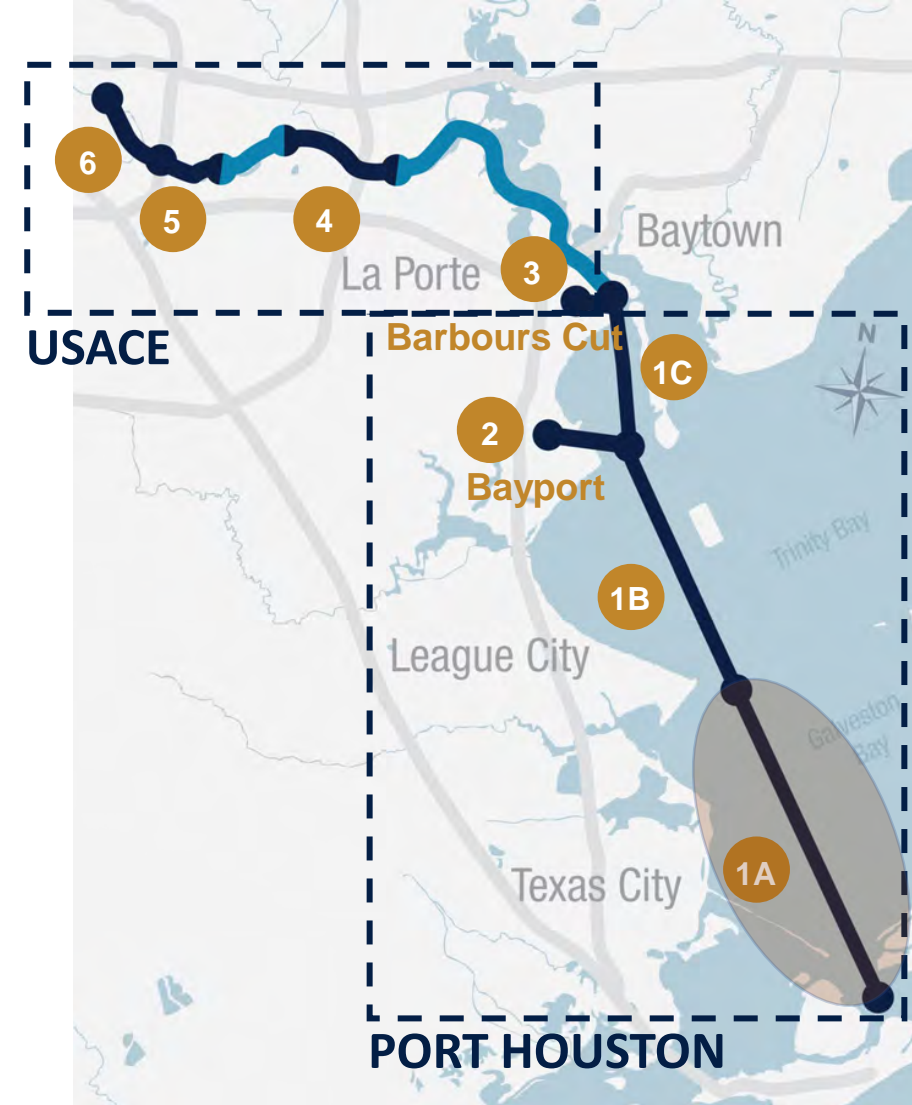 6
5
4
3
Baytown
La Porte
USACE
Barbours Cut
N
1C
2
Bayport
Trinity Bay
1B
League City
Galveston
Bay
1A
Texas City
PORT HOUSTON